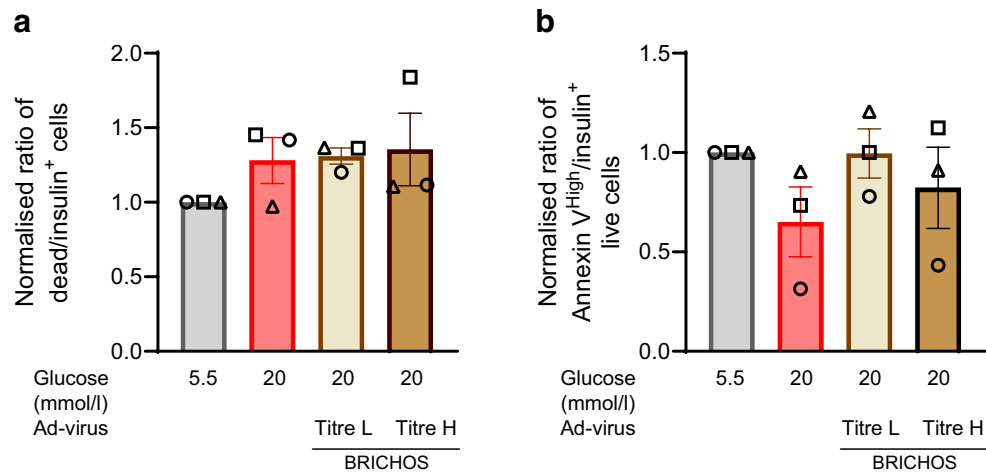 a
Normalised ratio of
dead/insulin⁺ cells
2.0
1.5
1.0
0.5
0.0
Glucose 5.5 20 20 20
(mmol/l)
Ad-virus Titre L Titre H
BRICHOS
b
Normalised ratio of
Annexin Vᴴⁱᵍʰ/insulin⁺
live cells
1.5
1.0
0.5
0.0
Glucose 5.5 20 20 20
(mmol/l)
Ad-virus Titre L Titre H
BRICHOS